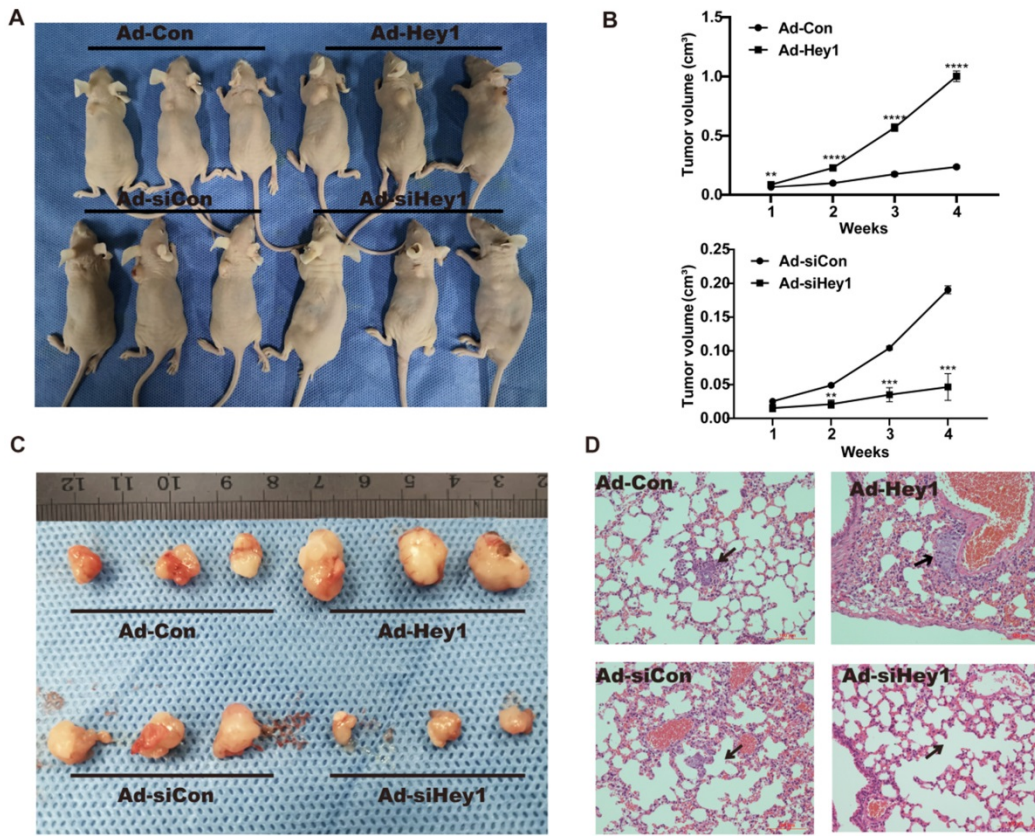 A
Ad-Con Ad-Hey1
Ad-siCon Ad-siHey1
B
Ad-Con
Ad-Hey1
Tumor volume (cm³)
1.5
1.0
0.5
0.0
** **** **** ****
1 2 3 4
Weeks
Ad-siCon
Ad-siHey1
Tumor volume (cm³)
0.25
0.20
0.15
0.10
0.05
0.00
** *** ***
1 2 3 4
Weeks
C
12 11 10 9 8 7 6 5 4 3 2
Ad-Con Ad-Hey1
Ad-siCon Ad-siHey1
D
Ad-Con Ad-Hey1
Ad-siCon Ad-siHey1